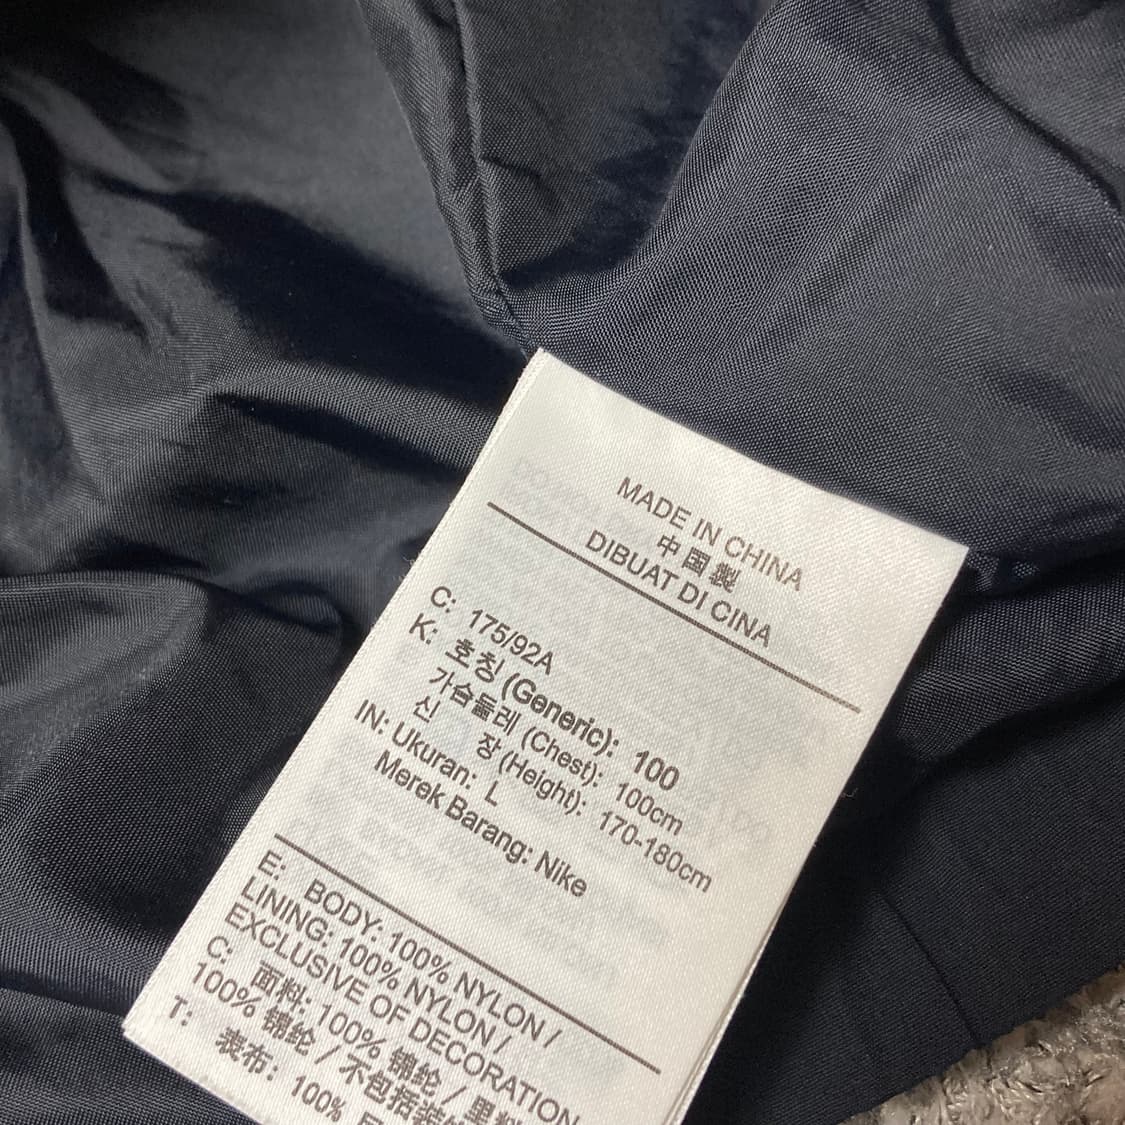 MADE IN CHINA
中国製
DIBUAT DI CINA
C: 175/92A
K: 호칭 (Generic): 100
가슴둘레 (Chest): 100cm
신 장 (Height): 170-180cm
IN: Ukuran: L
Merek Barang: Nike
E: BODY: 100% NYLON /
LINING: 100% NYLON /
EXCLUSIVE OF DECORATION
C: 面料: 100% 锦纶 / 里料
100% 锦纶 / 不包括装饰
T: 表布: 100%